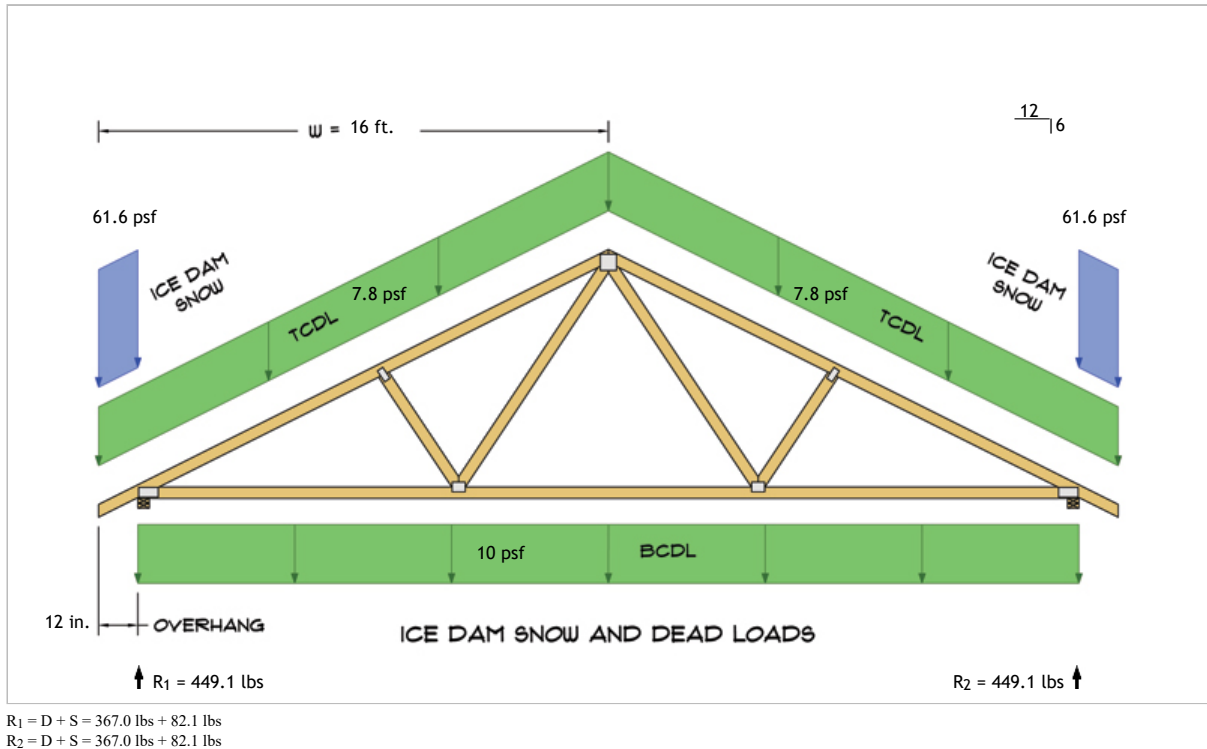 12
6
W = 16 ft.
61.6 psf
61.6 psf
ICE DAM
SNOW
ICE DAM
SNOW
7.8 psf
7.8 psf
TCDL
TCDL
10 psf
BCDL
12 in.
OVERHANG
ICE DAM SNOW AND DEAD LOADS
R1 = 449.1 lbs
R2 = 449.1 lbs
R1 = D + S = 367.0 lbs + 82.1 lbs
R2 = D + S = 367.0 lbs + 82.1 lbs